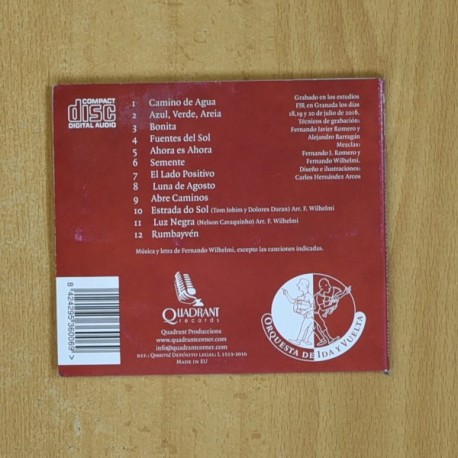 COMPACT
disc
DIGITAL AUDIO
1 Camino de Agua
2 Azul, Verde, Areia
3 Bonita
4 Fuentes del Sol
5 Ahora es Ahora
6 Semente
7 El Lado Positivo
8 Luna de Agosto
9 Abre Caminos
10 Estrada do Sol (Tom Jobim y Dolores Duran) Arr. F. Wilhelmi
11 Luz Negra (Nelson Cavaquinho) Arr. F. Wilhelmi
12 Rumbayvén
Grabado en los estudios
FJR en Granada los días
18,19 y 20 de julio de 2016.
Técnicos de grabación:
Fernando Javier Romero y
Alejandro Barragán
Mezclas:
Fernando J. Romero y
Fernando Wilhelmi.
Diseño e ilustraciones:
Carlos Hernández Arcos
Música y letra de Fernando Wilhelmi, excepto las canciones indicadas.
QUADRANT
records
Quadrant Produccions
www.quadrantcorner.com
info@quadrantcorner.com
Made in EU
ORQUESTA DE IDA Y VUELTA